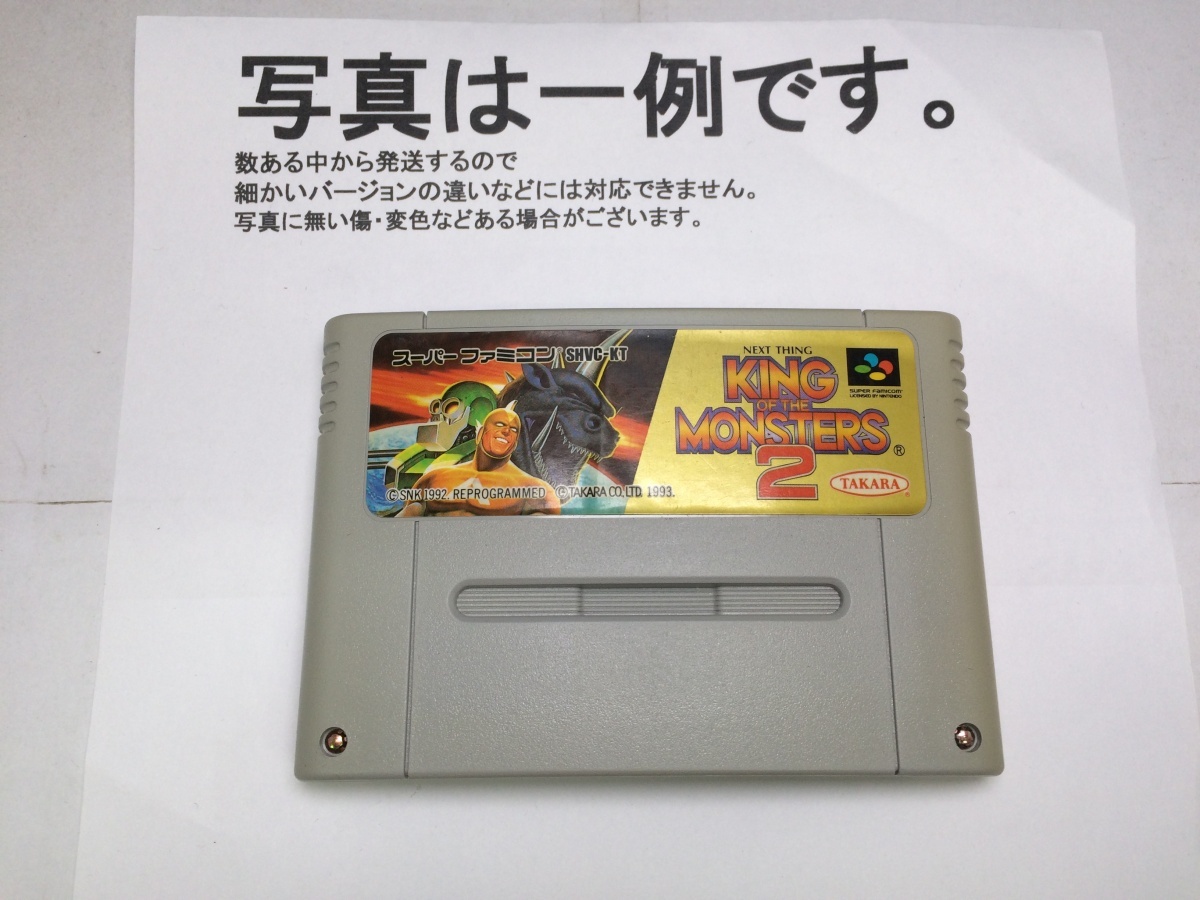 写真は一例です。
数ある中から発送するので
細かいバージョンの違いなどには対応できません。
写真に無い傷・変色などある場合がございます。
スーパーファミコン SHVC-KT
NEXT THING
KING
OF THE
MONSTERS
2
®
SUPER FAMICOM
LICENSED BY NINTENDO
TAKARA
©SNK 1992. REPROGRAMMED ©TAKARA CO.,LTD. 1993.